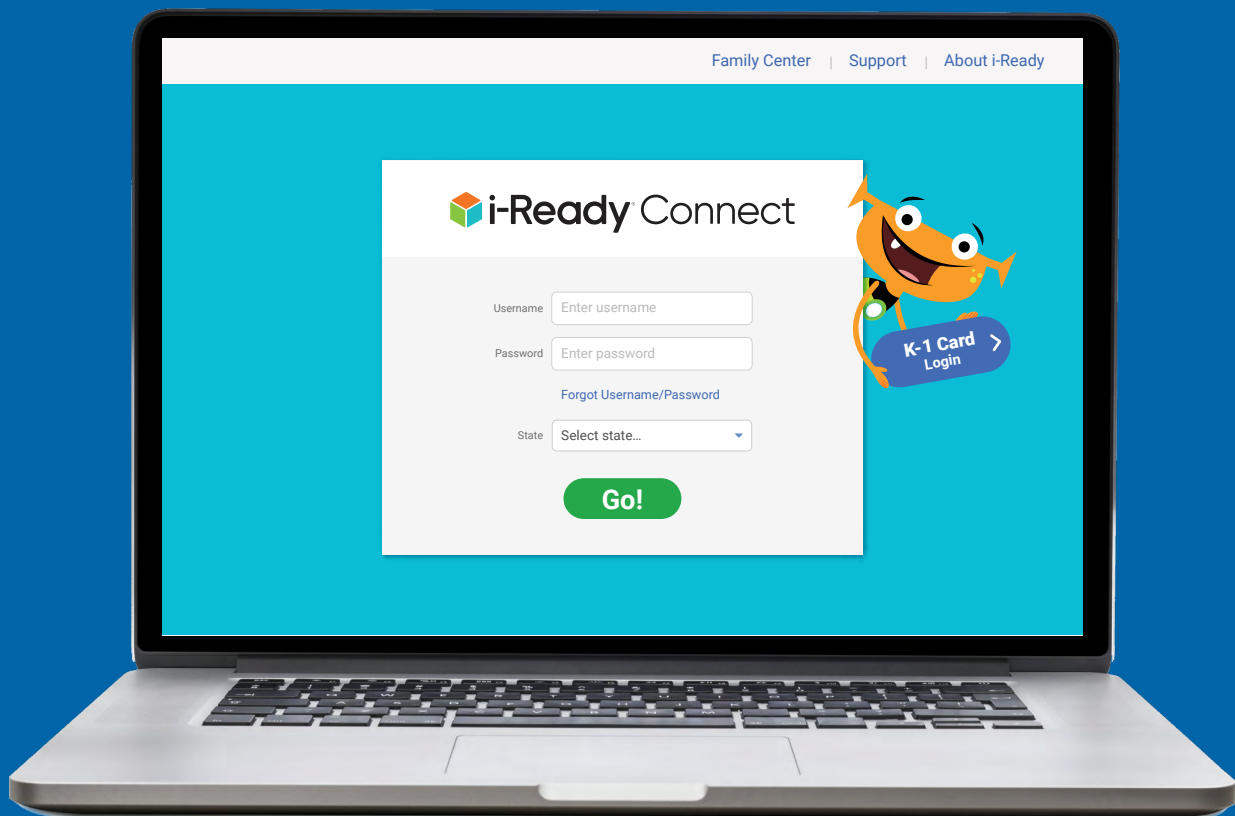 Family Center | Support | About i-Ready
i-Ready Connect
Username Enter username
Password Enter password
Forgot Username/Password
State Select state...
Go!
K-1 Card
Login